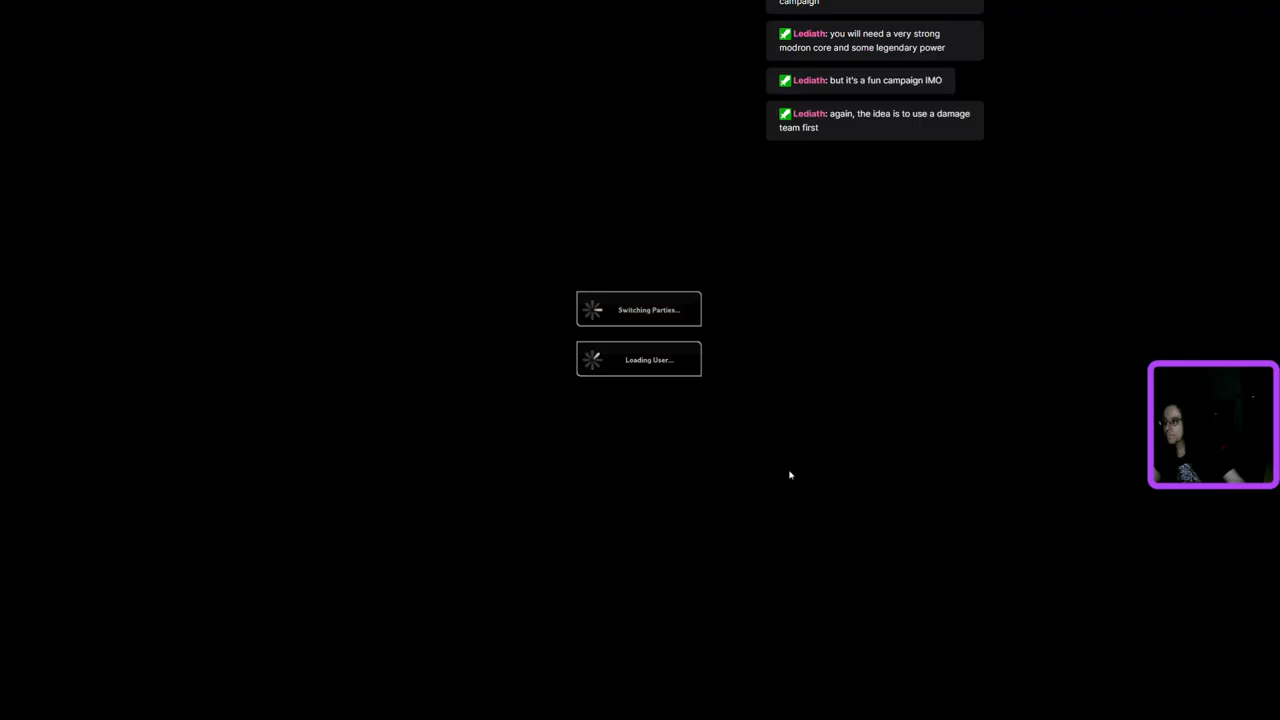 campaign
Lediath: you will need a very strong
modron core and some legendary power
Lediath: but it's a fun campaign IMO
Lediath: again, the idea is to use a damage
team first
Switching Parties...
Loading User...